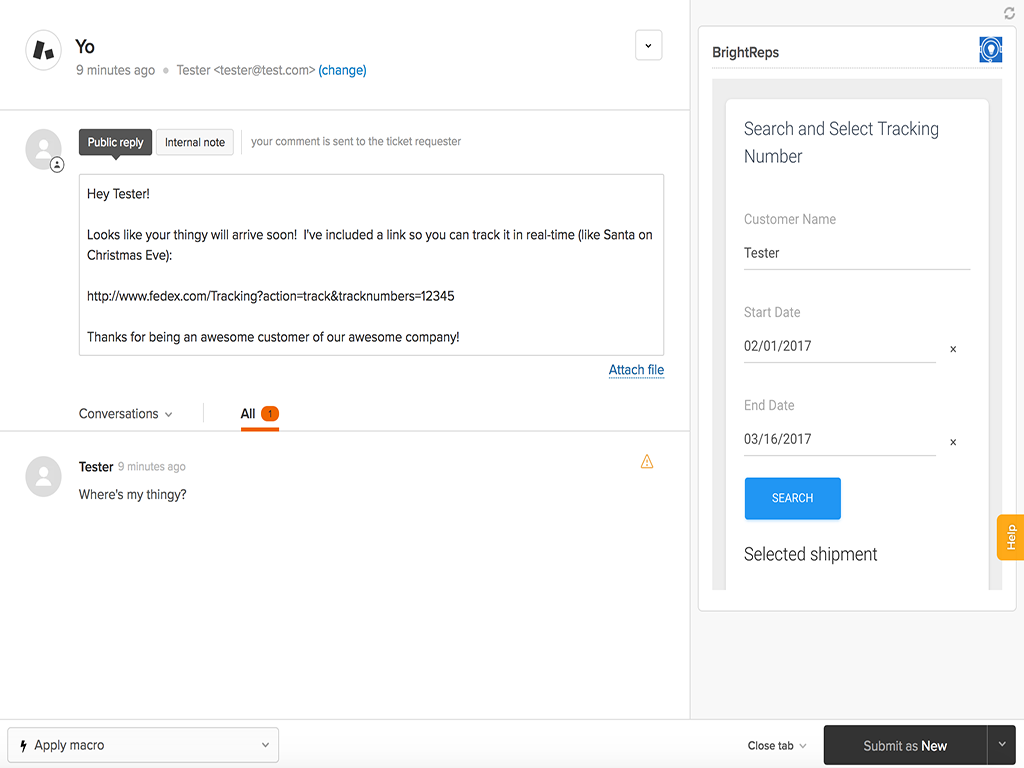 Yo
9 minutes ago Tester <tester@test.com> (change)
Public reply Internal note your comment is sent to the ticket requester
Hey Tester!
Looks like your thingy will arrive soon! I've included a link so you can track it in real-time (like Santa on
Christmas Eve):
http://www.fedex.com/Tracking?action=track&tracknumbers=12345
Thanks for being an awesome customer of our awesome company!
Attach file
Conversations All 1
Tester 9 minutes ago
Where's my thingy?
BrightReps
Search and Select Tracking
Number
Customer Name
Tester
Start Date
02/01/2017 ×
End Date
03/16/2017 ×
SEARCH
Selected shipment
Help
Apply macro
Close tab
Submit as New